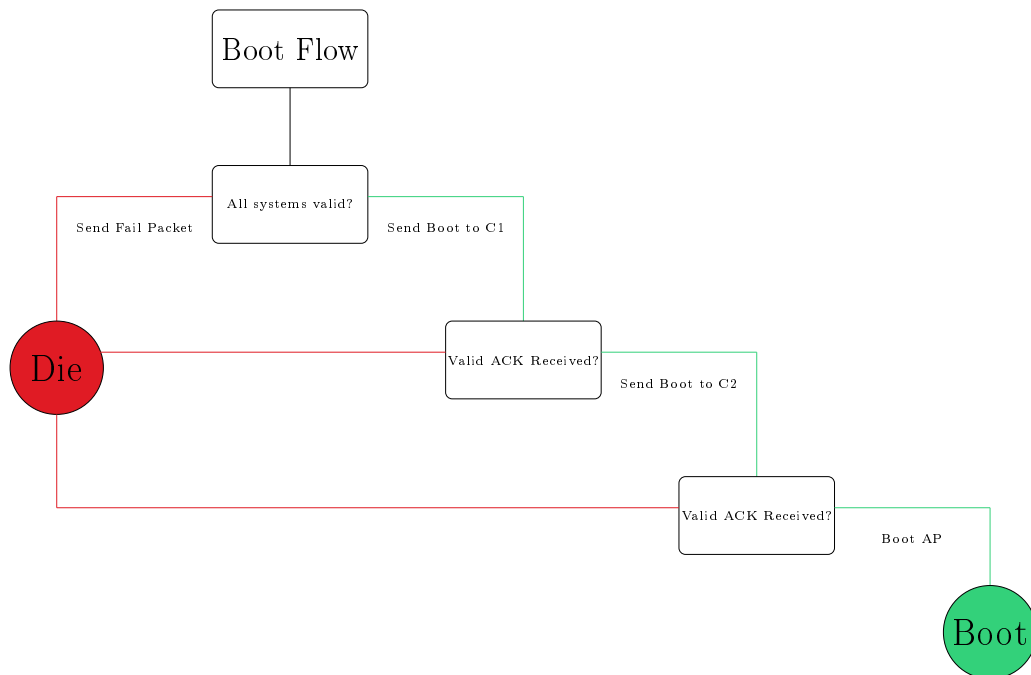 Boot Flow
All systems valid?
Send Fail Packet
Send Boot to C1
Die
Valid ACK Received?
Send Boot to C2
Valid ACK Received?
Boot AP
Boot